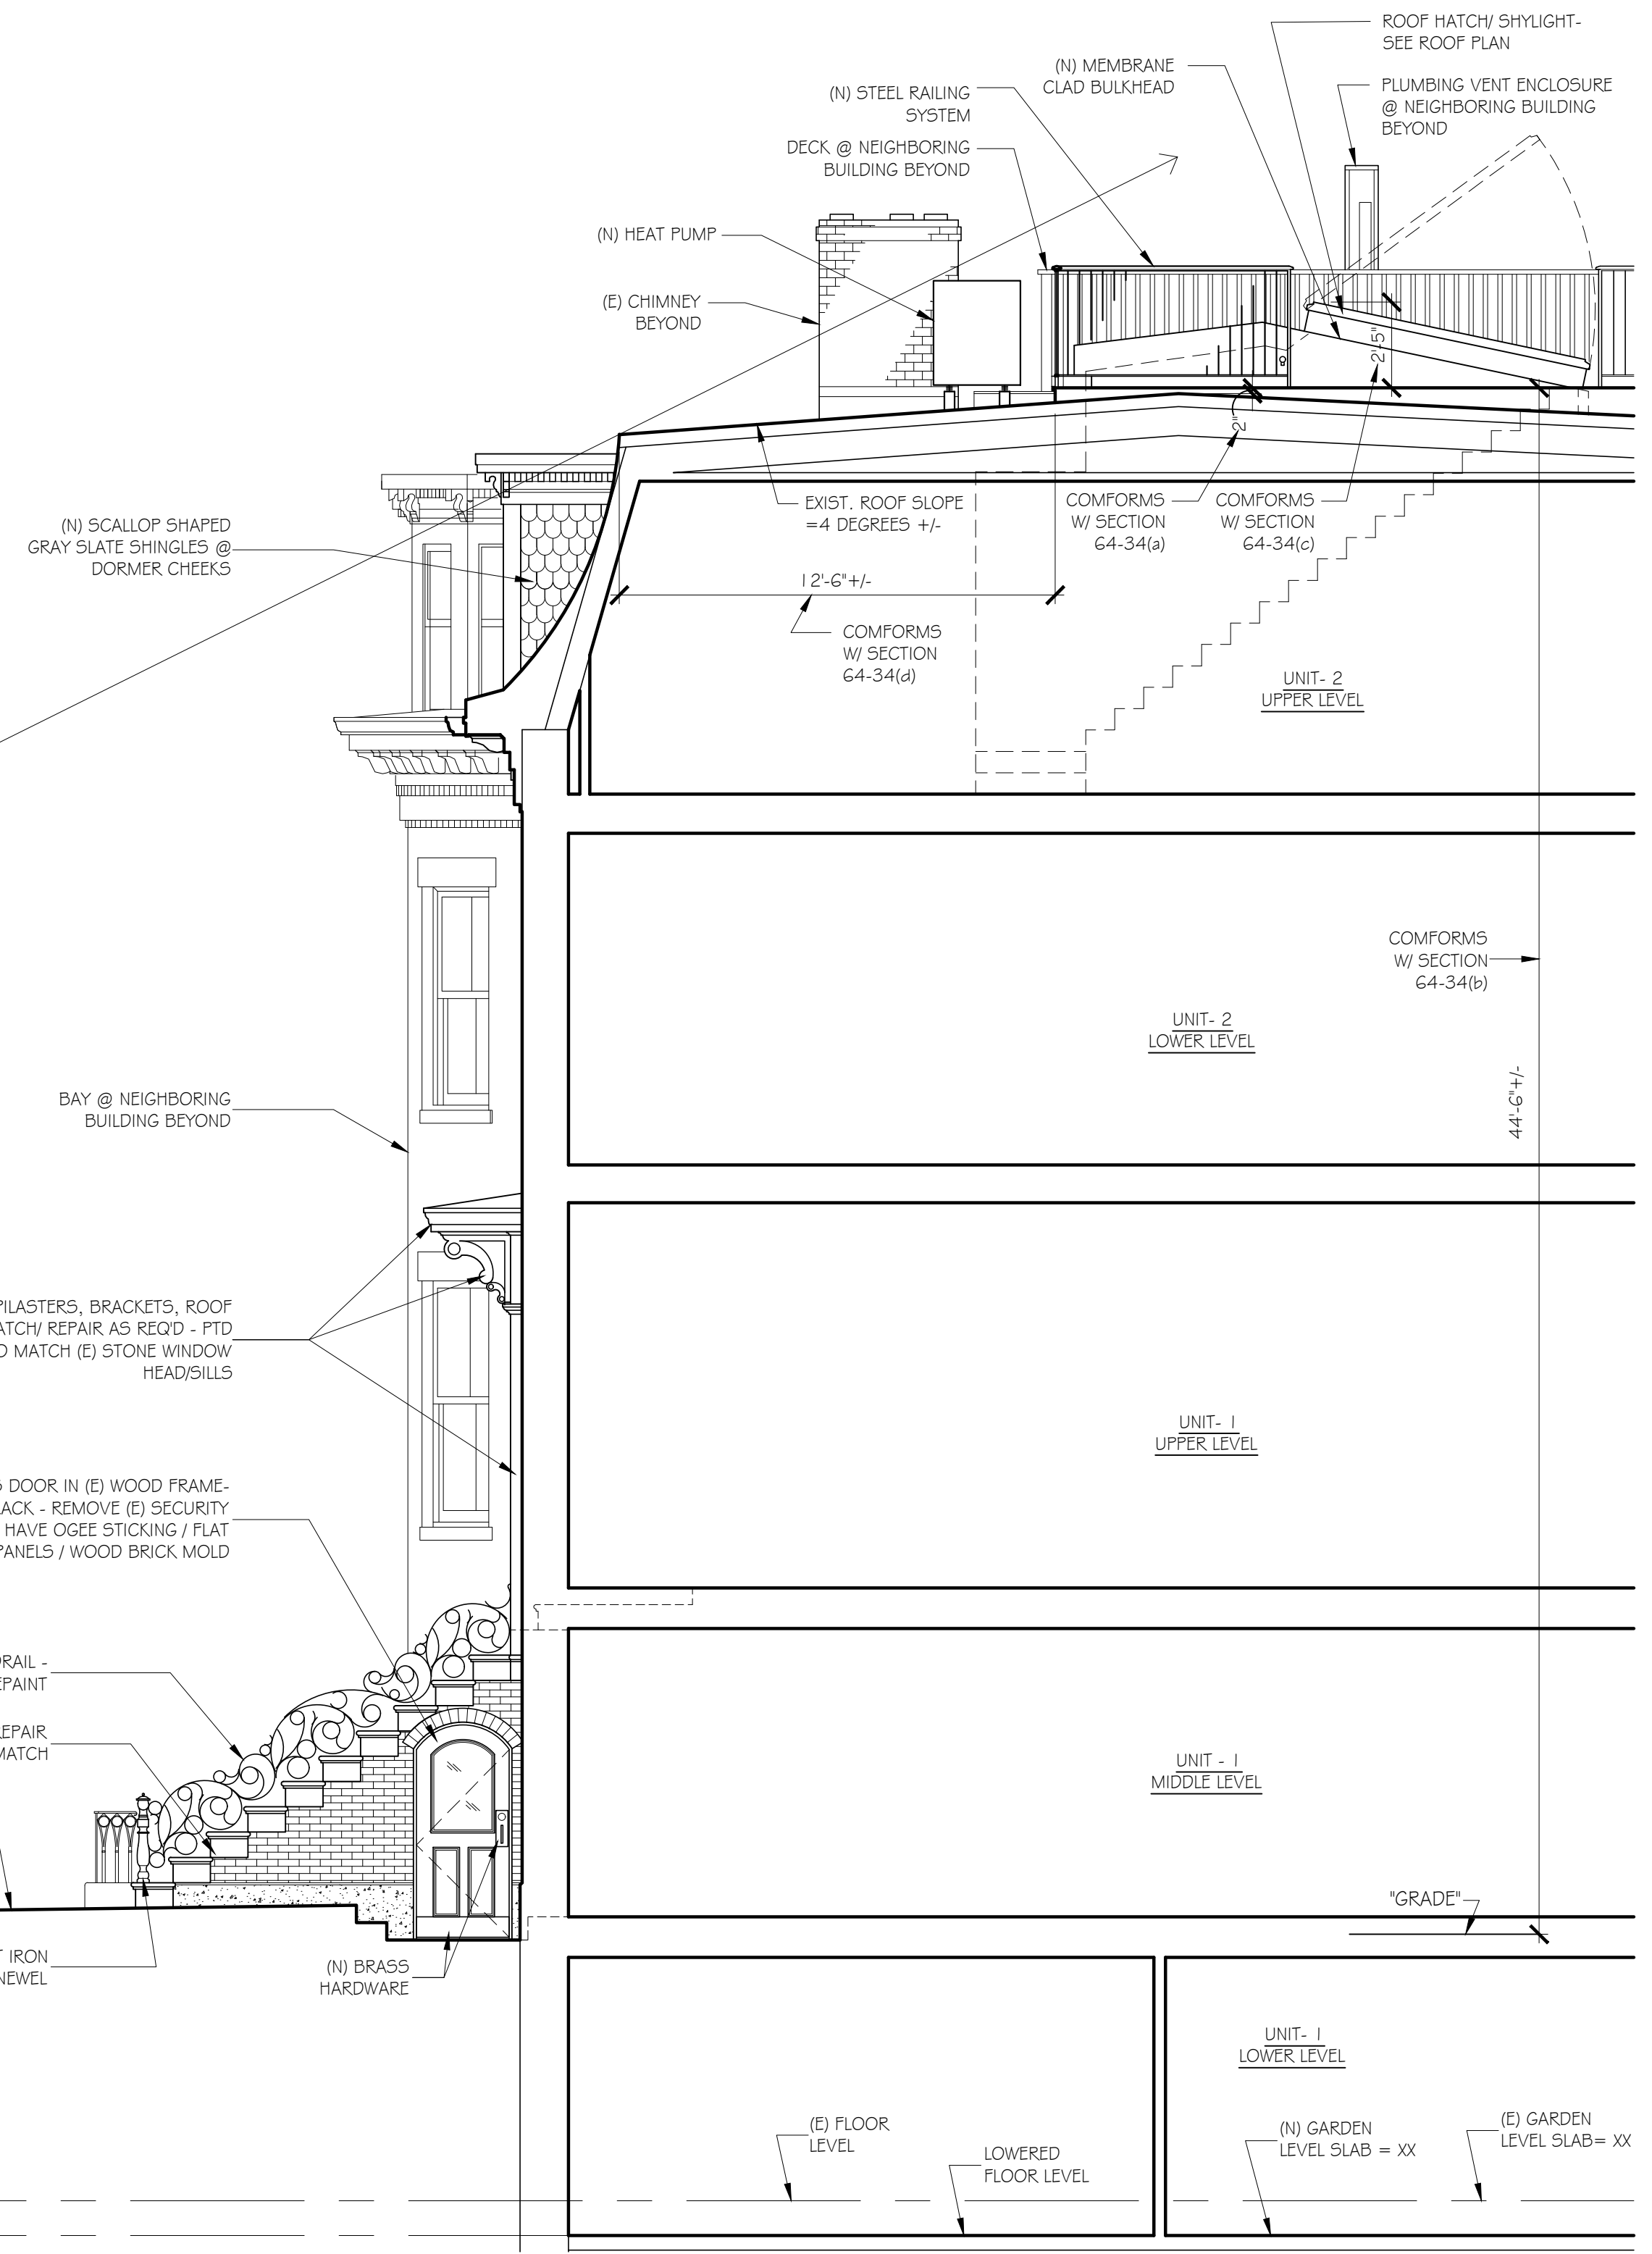 ROOF HATCH/ SHYLIGHT-
SEE ROOF PLAN
(N) MEMBRANE
CLAD BULKHEAD
PLUMBING VENT ENCLOSURE
@ NEIGHBORING BUILDING
BEYOND
(N) STEEL RAILING
SYSTEM
DECK @ NEIGHBORING
BUILDING BEYOND
(N) HEAT PUMP
(E) CHIMNEY
BEYOND
2'-5"
2"
EXIST. ROOF SLOPE
=4 DEGREES +/-
COMFORMS
W/ SECTION
64-34(a)
COMFORMS
W/ SECTION
64-34(c)
(N) SCALLOP SHAPED
GRAY SLATE SHINGLES @
DORMER CHEEKS
12'-6"+/-
COMFORMS
W/ SECTION
64-34(d)
UNIT- 2
UPPER LEVEL
COMFORMS
W/ SECTION
64-34(b)
UNIT- 2
LOWER LEVEL
44'-6"+/-
BAY @ NEIGHBORING
BUILDING BEYOND
PILASTERS, BRACKETS, ROOF
ATCH/ REPAIR AS REQ'D - PTD
O MATCH (E) STONE WINDOW
HEAD/SILLS
UNIT- 1
UPPER LEVEL
S DOOR IN (E) WOOD FRAME-
ACK - REMOVE (E) SECURITY
HAVE OGEE STICKING / FLAT
PANELS / WOOD BRICK MOLD
DRAIL -
EPAINT
EPAIR
MATCH
UNIT - 1
MIDDLE LEVEL
"GRADE"
T IRON
NEWEL
(N) BRASS
HARDWARE
UNIT- 1
LOWER LEVEL
(E) FLOOR
LEVEL
LOWERED
FLOOR LEVEL
(N) GARDEN
LEVEL SLAB = XX
(E) GARDEN
LEVEL SLAB= XX